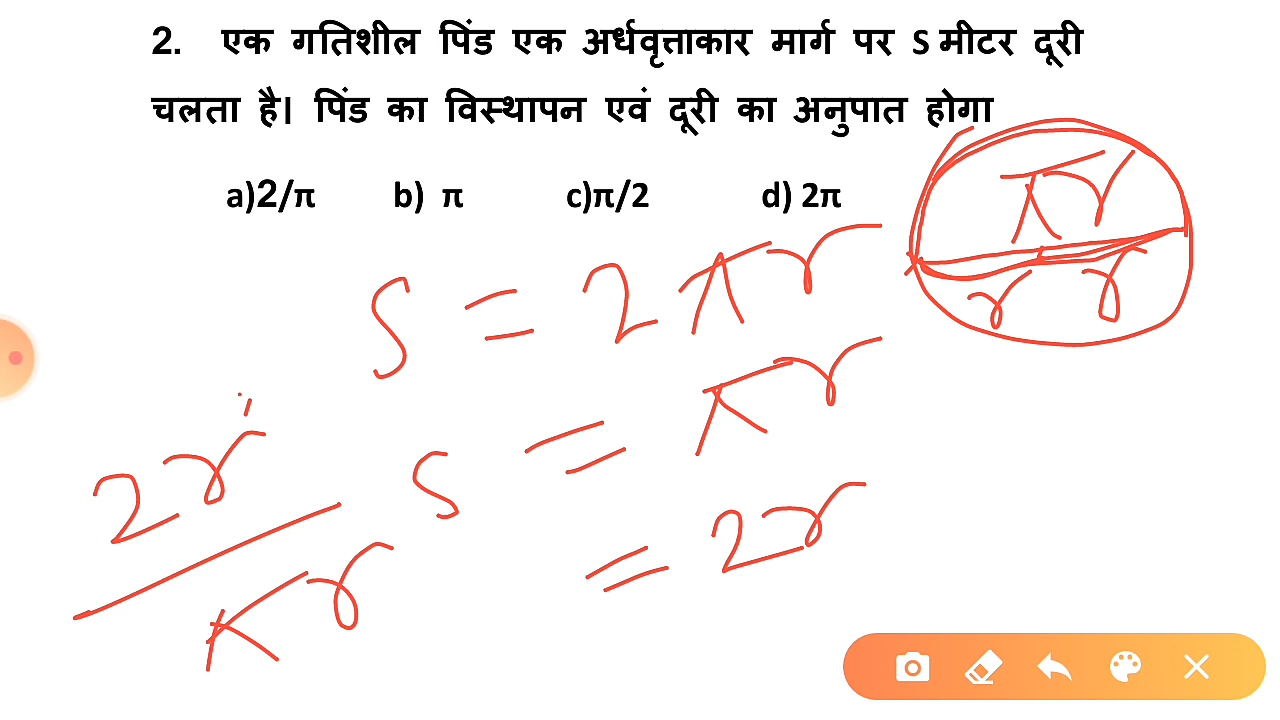 2. एक गतिशील पिंड एक अर्धवृत्ताकार मार्ग पर S मीटर दूरी
चलता है। पिंड का विस्थापन एवं दूरी का अनुपात होगा
a)2/π b) π c)π/2 d) 2π
πr
r r
S = 2πr
S = πr
= 2r
2r
πr